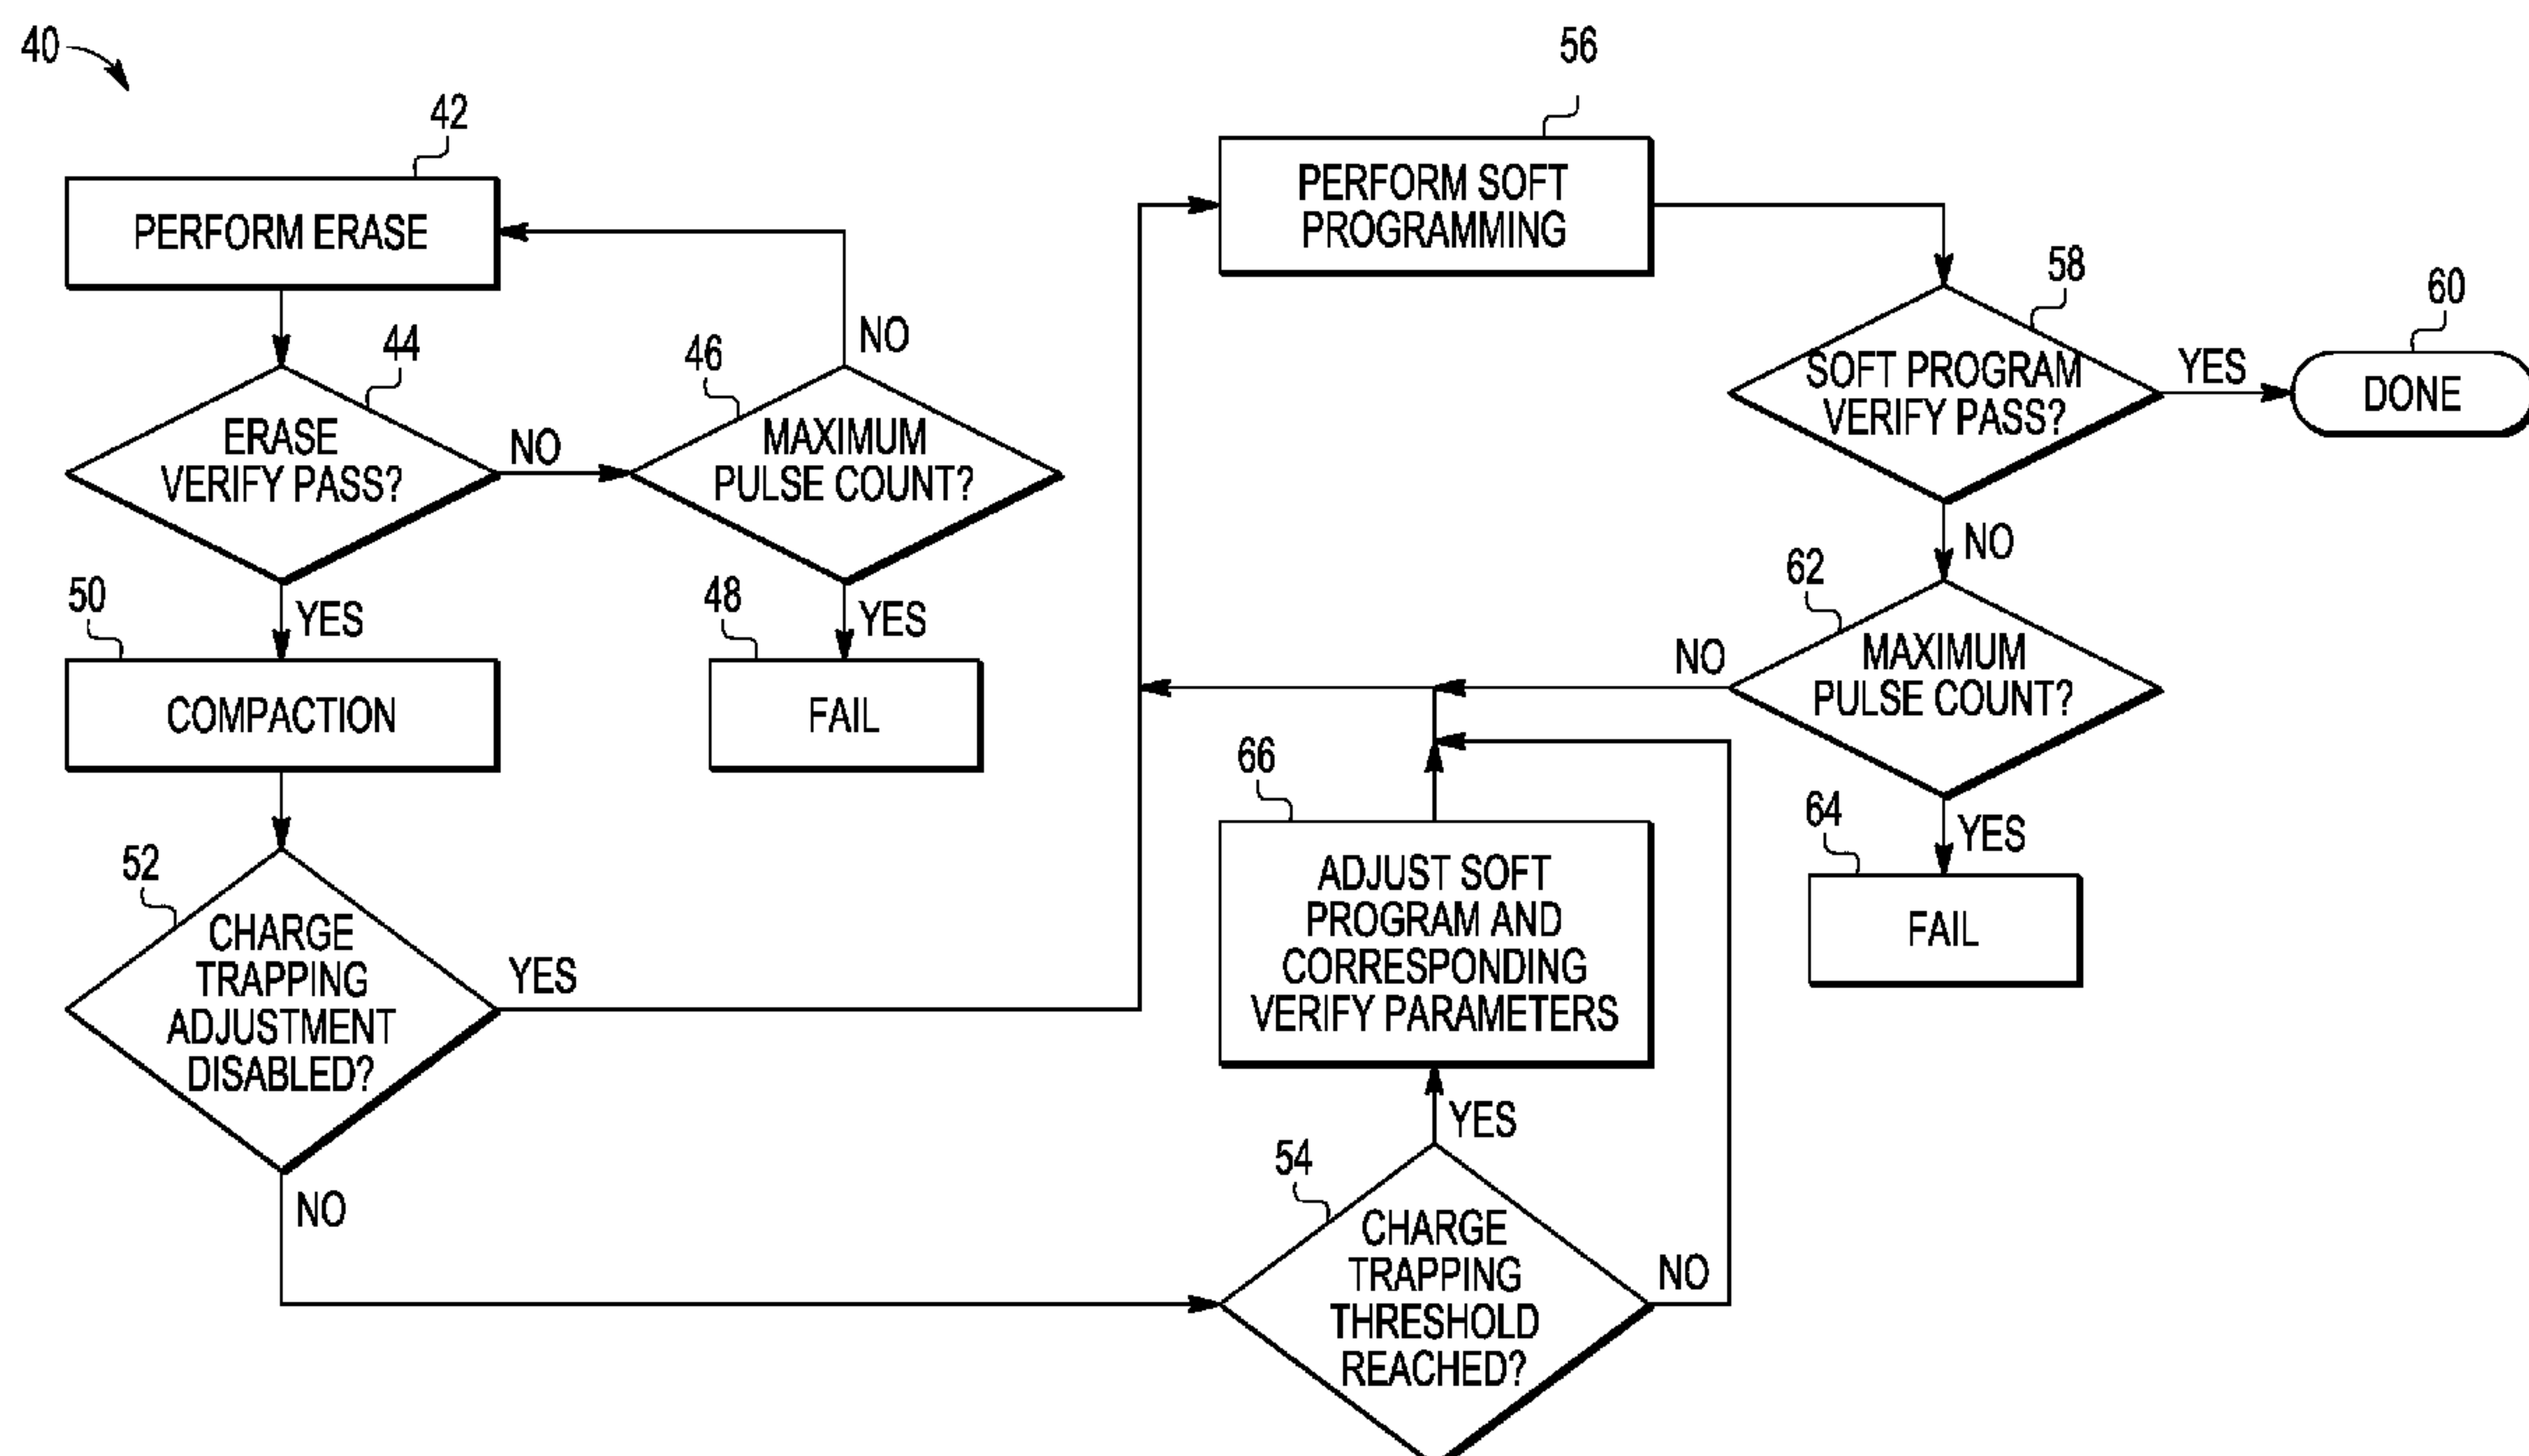 40
42
PERFORM ERASE
44
ERASE
VERIFY PASS?
NO
46
MAXIMUM
PULSE COUNT?
NO
YES
48
FAIL
YES
50
COMPACTION
52
CHARGE
TRAPPING
ADJUSTMENT
DISABLED?
YES
NO
54
CHARGE
TRAPPING
THRESHOLD
REACHED?
YES
NO
66
ADJUST SOFT
PROGRAM AND
CORRESPONDING
VERIFY PARAMETERS
56
PERFORM SOFT
PROGRAMMING
58
SOFT PROGRAM
VERIFY PASS?
YES
60
DONE
NO
62
MAXIMUM
PULSE COUNT?
NO
YES
64
FAIL